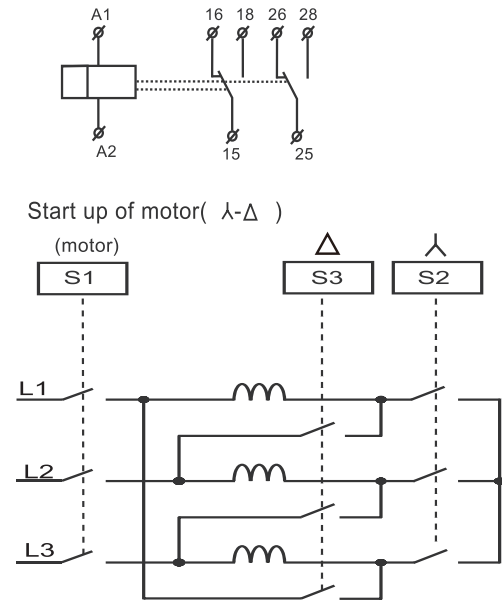 A1 16 18 26 28
A2 15 25
Start up of motor( ⅄-Δ )
(motor) Δ ⅄
S1 S3 S2
L1
L2
L3